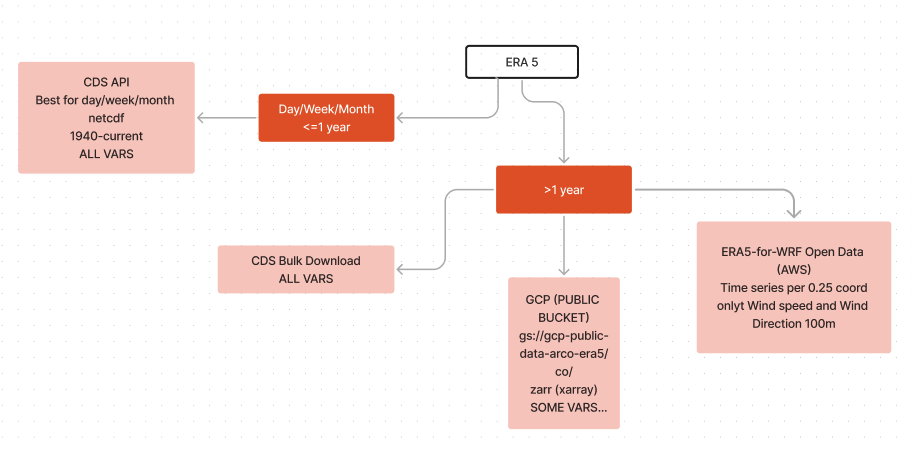 ERA 5
CDS API
Best for day/week/month
netcdf
1940-current
ALL VARS
Day/Week/Month
<=1 year
>1 year
CDS Bulk Download
ALL VARS
GCP (PUBLIC
BUCKET)
gs://gcp-public-
data-arco-era5/
co/
zarr (xarray)
SOME VARS...
ERA5-for-WRF Open Data
(AWS)
Time series per 0.25 coord
onlyt Wind speed and Wind
Direction 100m